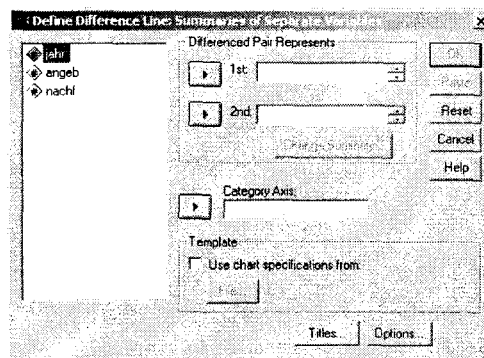 Define Difference Line: Summaries of Separate Variables
jahr
angeb
nachf
Differenced Pair Represents
1st:
2nd:
Change Summary...
Category Axis:
Template
Use chart specifications from:
File...
Titles...
Options...
OK
Paste
Reset
Cancel
Help